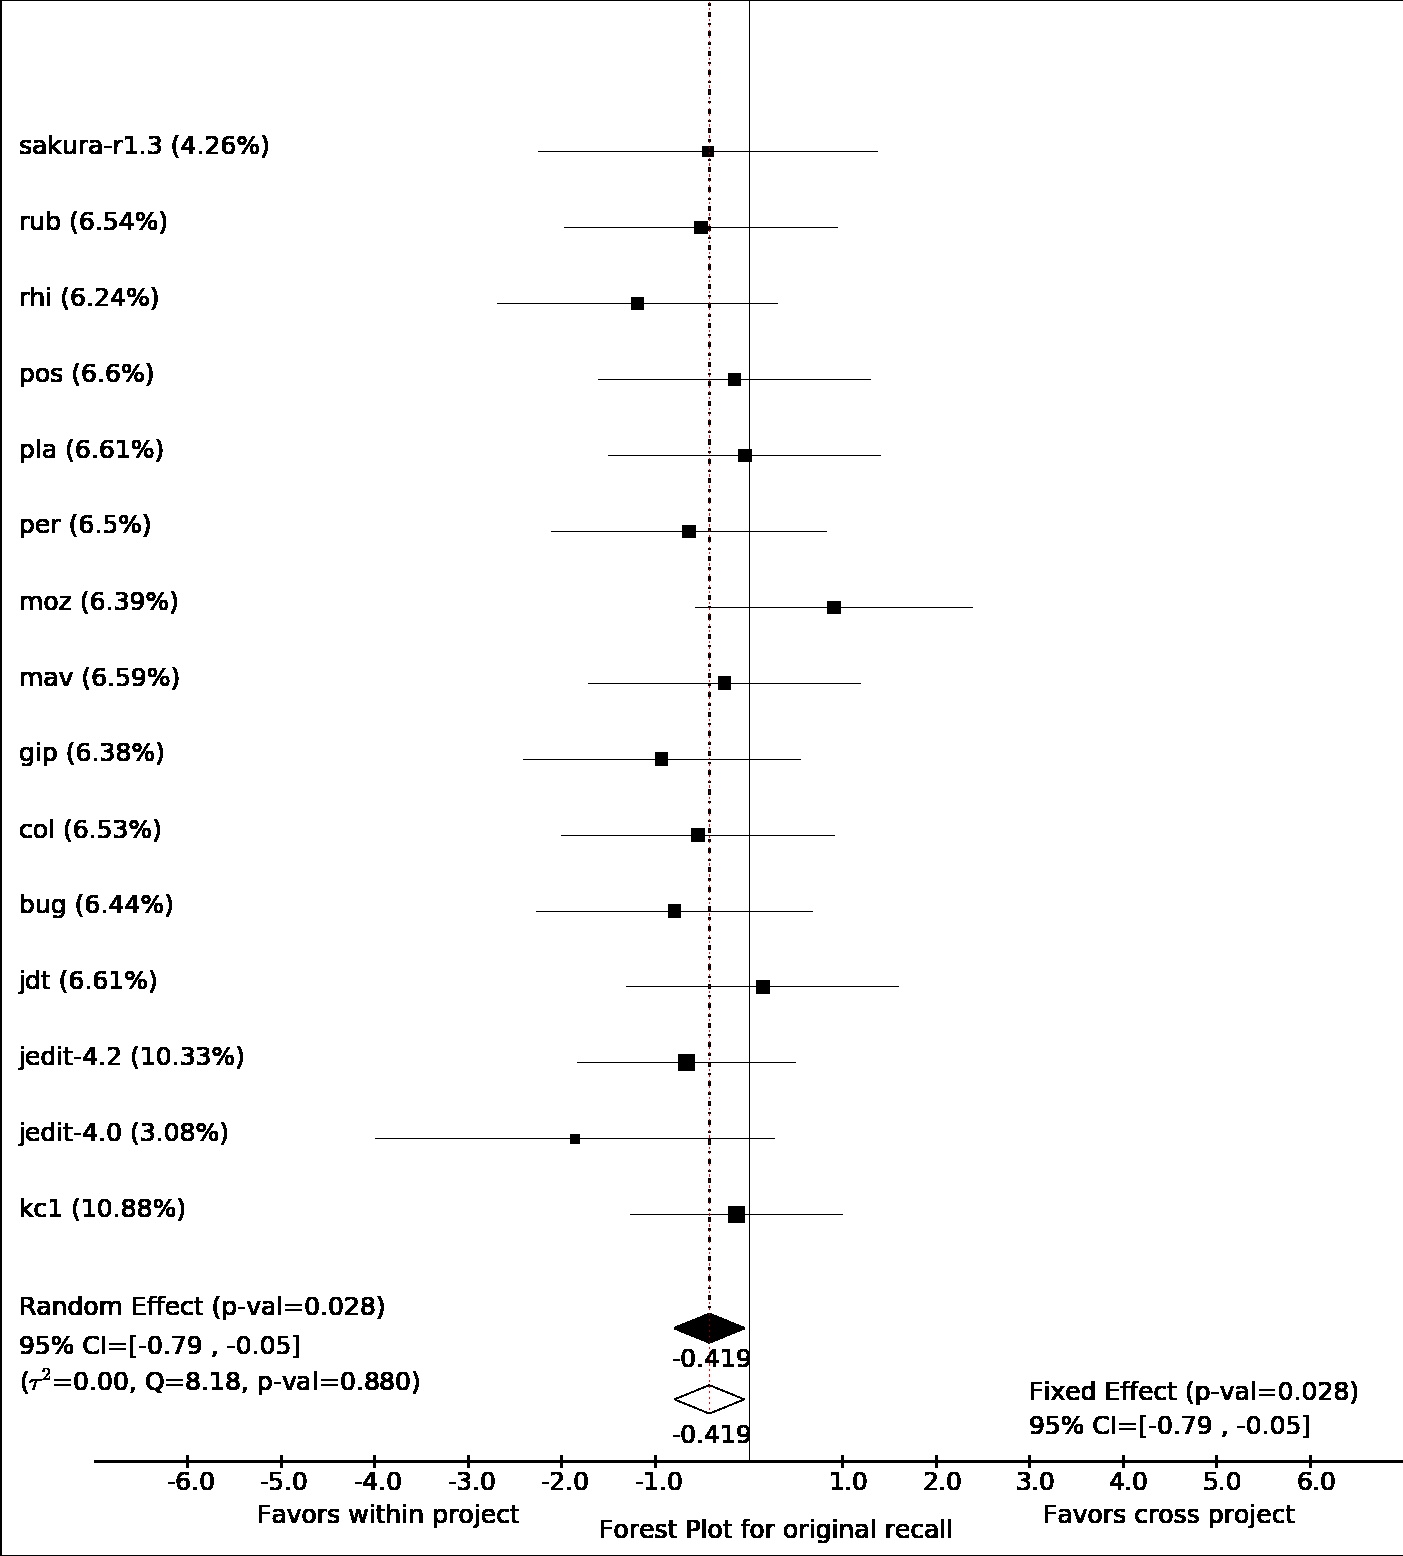 sakura-r1.3 (4.26%)
rub (6.54%)
rhi (6.24%)
pos (6.6%)
pla (6.61%)
per (6.5%)
moz (6.39%)
mav (6.59%)
gip (6.38%)
col (6.53%)
bug (6.44%)
jdt (6.61%)
jedit-4.2 (10.33%)
jedit-4.0 (3.08%)
kc1 (10.88%)
Random Effect (p-val=0.028)
95% CI=[-0.79 , -0.05]
(τ²=0.00, Q=8.18, p-val=0.880)
-0.419
-0.419
Fixed Effect (p-val=0.028)
95% CI=[-0.79 , -0.05]
-6.0 -5.0 -4.0 -3.0 -2.0 -1.0 1.0 2.0 3.0 4.0 5.0 6.0
Favors within project
Favors cross project
Forest Plot for original recall